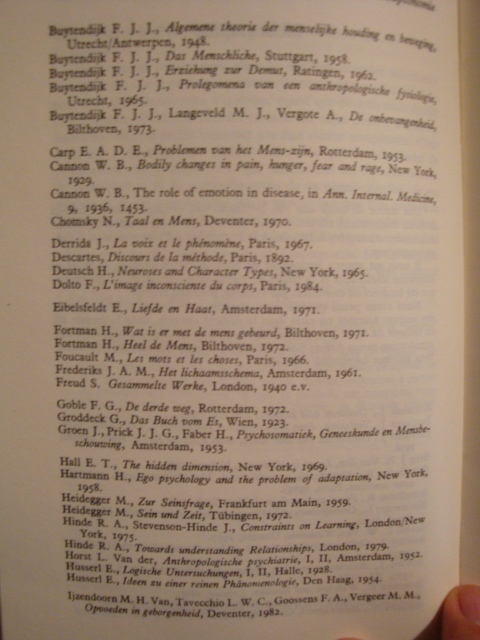 Buytendijk F. J. J., Algemene theorie der menselijke houding en beweging,
Utrecht/Antwerpen, 1948.
Buytendijk F. J. J., Das Menschliche, Stuttgart, 1958.
Buytendijk F. J. J., Erziehung zur Demut, Ratingen, 1962.
Buytendijk F. J. J., Prolegomena van een anthropologische fysiologie,
Utrecht, 1965.
Buytendijk F. J. J., Langeveld M. J., Vergote A., De onbevangenheid,
Bilthoven, 1973.
Carp E. A. D. E., Problemen van het Mens-zijn, Rotterdam, 1953.
Cannon W. B., Bodily changes in pain, hunger, fear and rage, New York,
1929.
Cannon W. B., The role of emotion in disease, in Ann. Internal. Medicine,
9, 1936, 1453.
Chomsky N., Taal en Mens, Deventer, 1970.
Derrida J., La voix et le phénomène, Paris, 1967.
Descartes, Discours de la méthode, Paris, 1892.
Deutsch H., Neuroses and Character Types, New York, 1965.
Dolto F., L'image inconsciente du corps, Paris, 1984.
Eibelsfeldt E., Liefde en Haat, Amsterdam, 1971.
Fortman H., Wat is er met de mens gebeurd, Bilthoven, 1971.
Fortman H., Heel de Mens, Bilthoven, 1972.
Foucault M., Les mots et les choses, Paris, 1966.
Frederiks J. A. M., Het lichaamsschema, Amsterdam, 1961.
Freud S. Gesammelte Werke, London, 1940 e.v.
Goble F. G., De derde weg, Rotterdam, 1972.
Groddeck G., Das Buch vom Es, Wien, 1923.
Groen J., Prick J. J. G., Faber H., Psychosomatiek, Geneeskunde en Mensbe-
schouwing, Amsterdam, 1953.
Hall E. T., The hidden dimension, New York, 1969.
Hartmann H., Ego psychology and the problem of adaptation, New York,
1958.
Heidegger M., Zur Seinsfrage, Frankfurt am Main, 1959.
Heidegger M., Sein und Zeit, Tübingen, 1972.
Hinde R. A., Stevenson-Hinde J., Constraints on Learning, London/New
York, 1975.
Hinde R. A., Towards understanding Relationships, London, 1979.
Horst L. Van der, Anthropologische psychiatrie, I, II, Amsterdam, 1952.
Husserl E., Logische Untersuchungen, I, II, Halle, 1928.
Husserl E., Ideen zu einer reinen Phänomenologie, Den Haag, 1954.
Ijzendoorn M. H. Van, Tavecchio L. W. C., Goossens F. A., Vergeer M. M.,
Opvoeden in geborgenheid, Deventer, 1982.